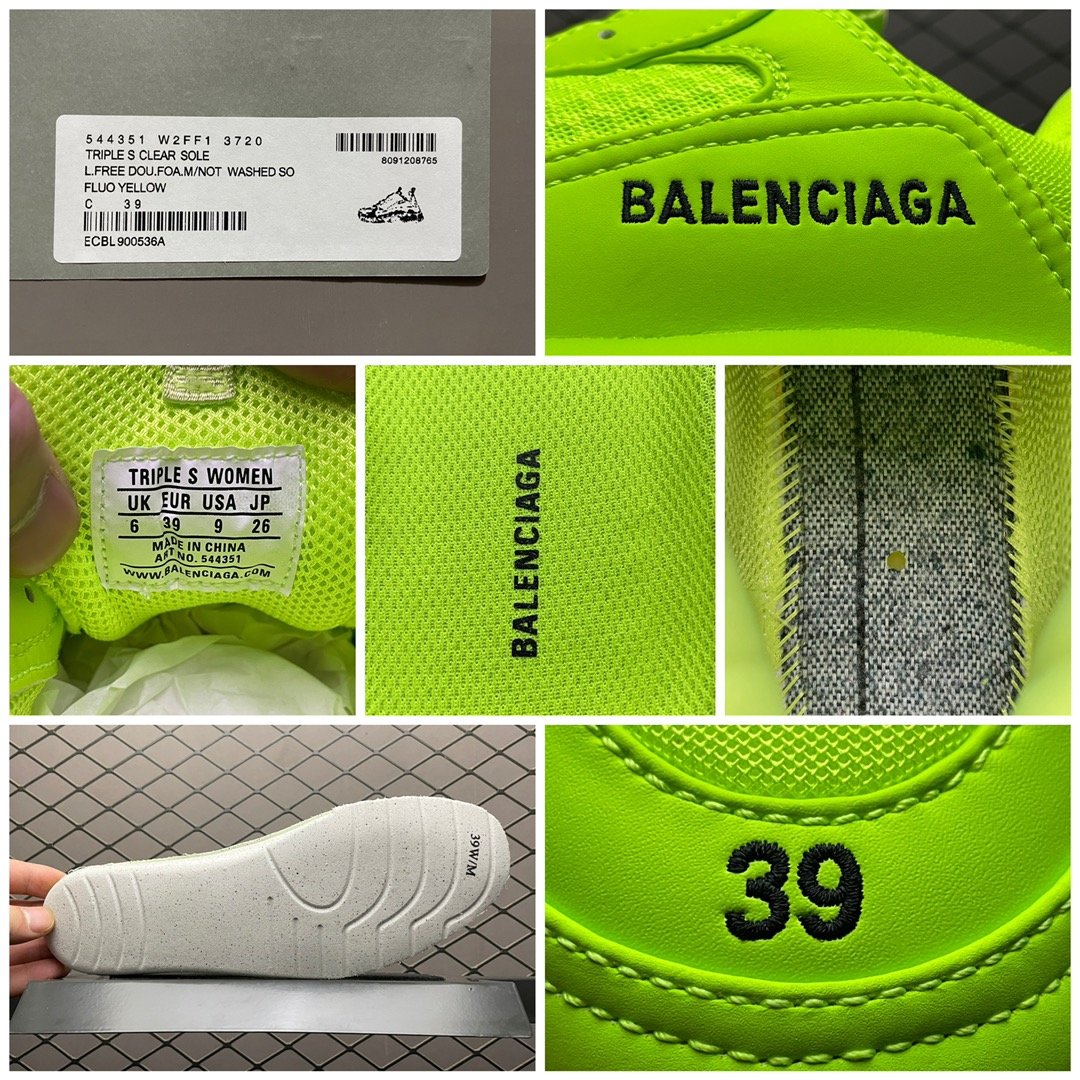 544351 W2FF1 3720
TRIPLE S CLEAR SOLE
L.FREE DOU.FOA.M/NOT WASHED SO
FLUO YELLOW
C 39
ECBL900536A
8091208765
BALENCIAGA
TRIPLE S WOMEN
UK EUR USA JP
6 39 9 26
MADE IN CHINA
ART NO. 544351
WWW.BALENCIAGA.COM
BALENCIAGA
39W/M
39